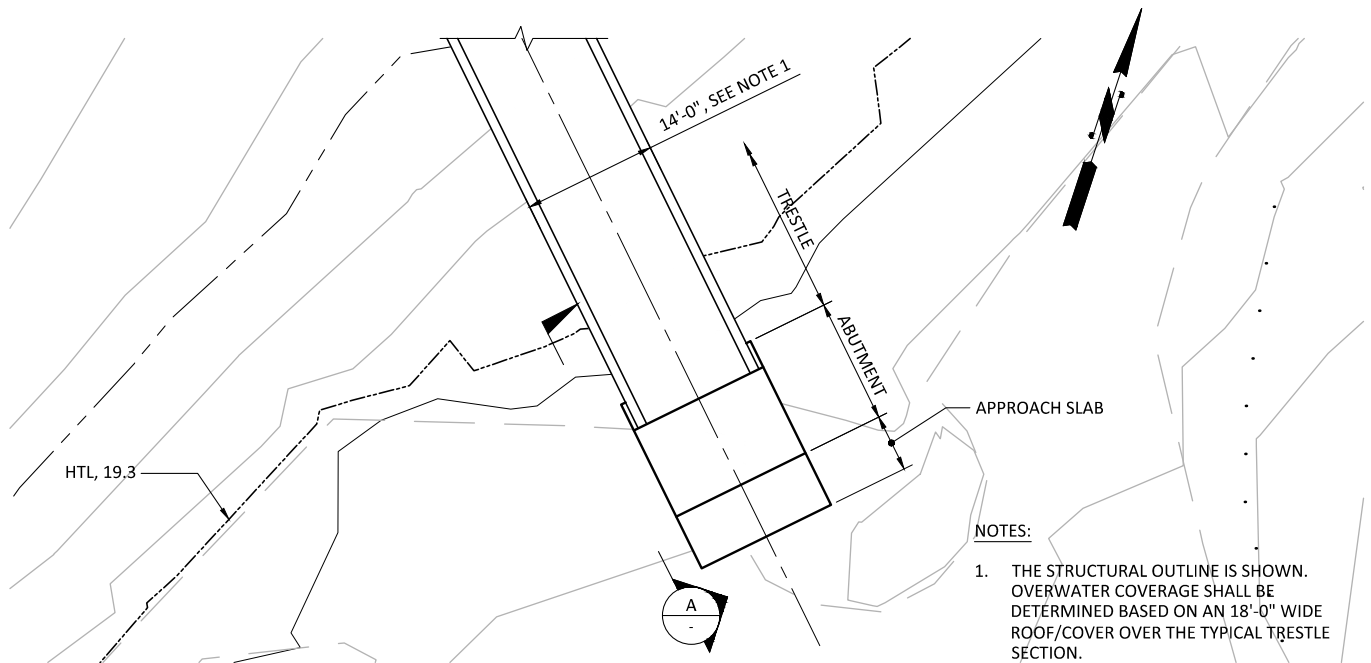 14'-0", SEE NOTE 1
TRESTLE
ABUTMENT
APPROACH SLAB
HTL, 19.3
A
-
NOTES:
1. THE STRUCTURAL OUTLINE IS SHOWN.
OVERWATER COVERAGE SHALL BE
DETERMINED BASED ON AN 18'-0" WIDE
ROOF/COVER OVER THE TYPICAL TRESTLE
SECTION.